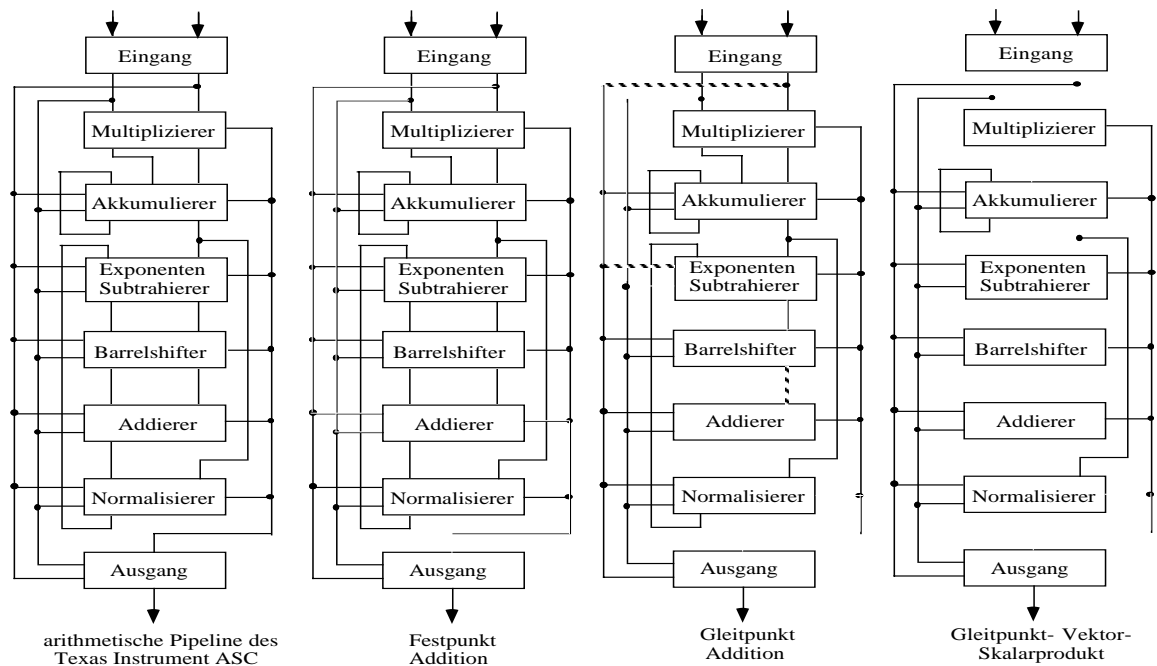 Eingang
Multiplizierer
Akkumulierer
Exponenten
Subtrahierer
Barrelshifter
Addierer
Normalisierer
Ausgang
arithmetische Pipeline des
Texas Instrument ASC
Eingang
Multiplizierer
Akkumulierer
Exponenten
Subtrahierer
Barrelshifter
Addierer
Normalisierer
Ausgang
Festpunkt
Addition
Eingang
Multiplizierer
Akkumulierer
Exponenten
Subtrahierer
Barrelshifter
Addierer
Normalisierer
Ausgang
Gleitpunkt
Addition
Eingang
Multiplizierer
Akkumulierer
Exponenten
Subtrahierer
Barrelshifter
Addierer
Normalisierer
Ausgang
Gleitpunkt- Vektor-
Skalarprodukt